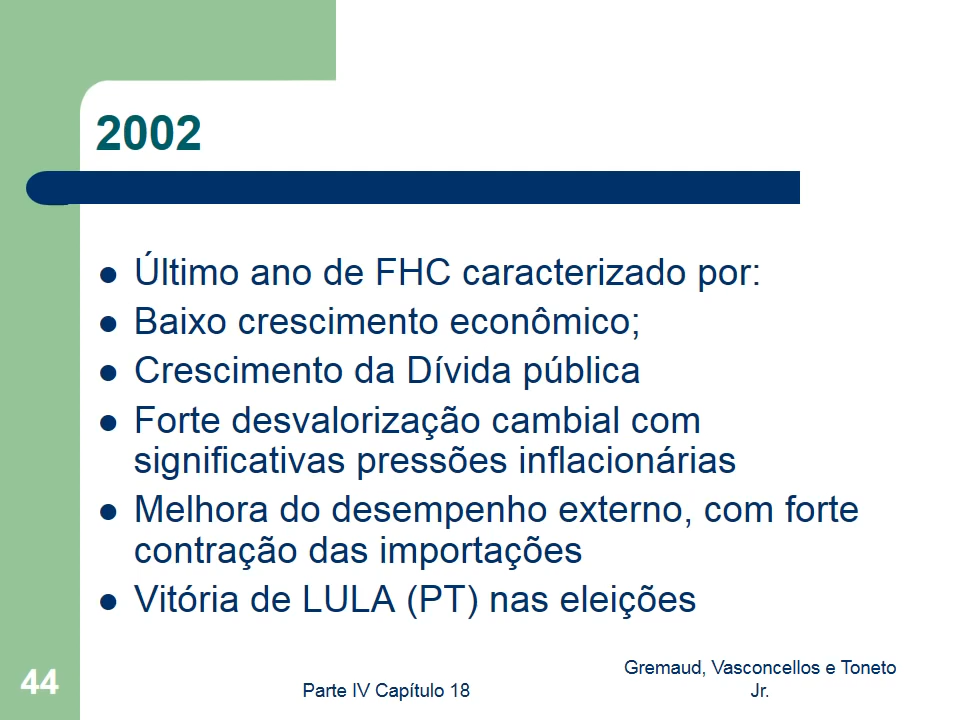 2002
Último ano de FHC caracterizado por:
Baixo crescimento econômico;
Crescimento da Dívida pública
Forte desvalorização cambial com
significativas pressões inflacionárias
Melhora do desempenho externo, com forte
contração das importações
Vitória de LULA (PT) nas eleições
44
Parte IV Capítulo 18
Gremaud, Vasconcellos e Toneto
Jr.